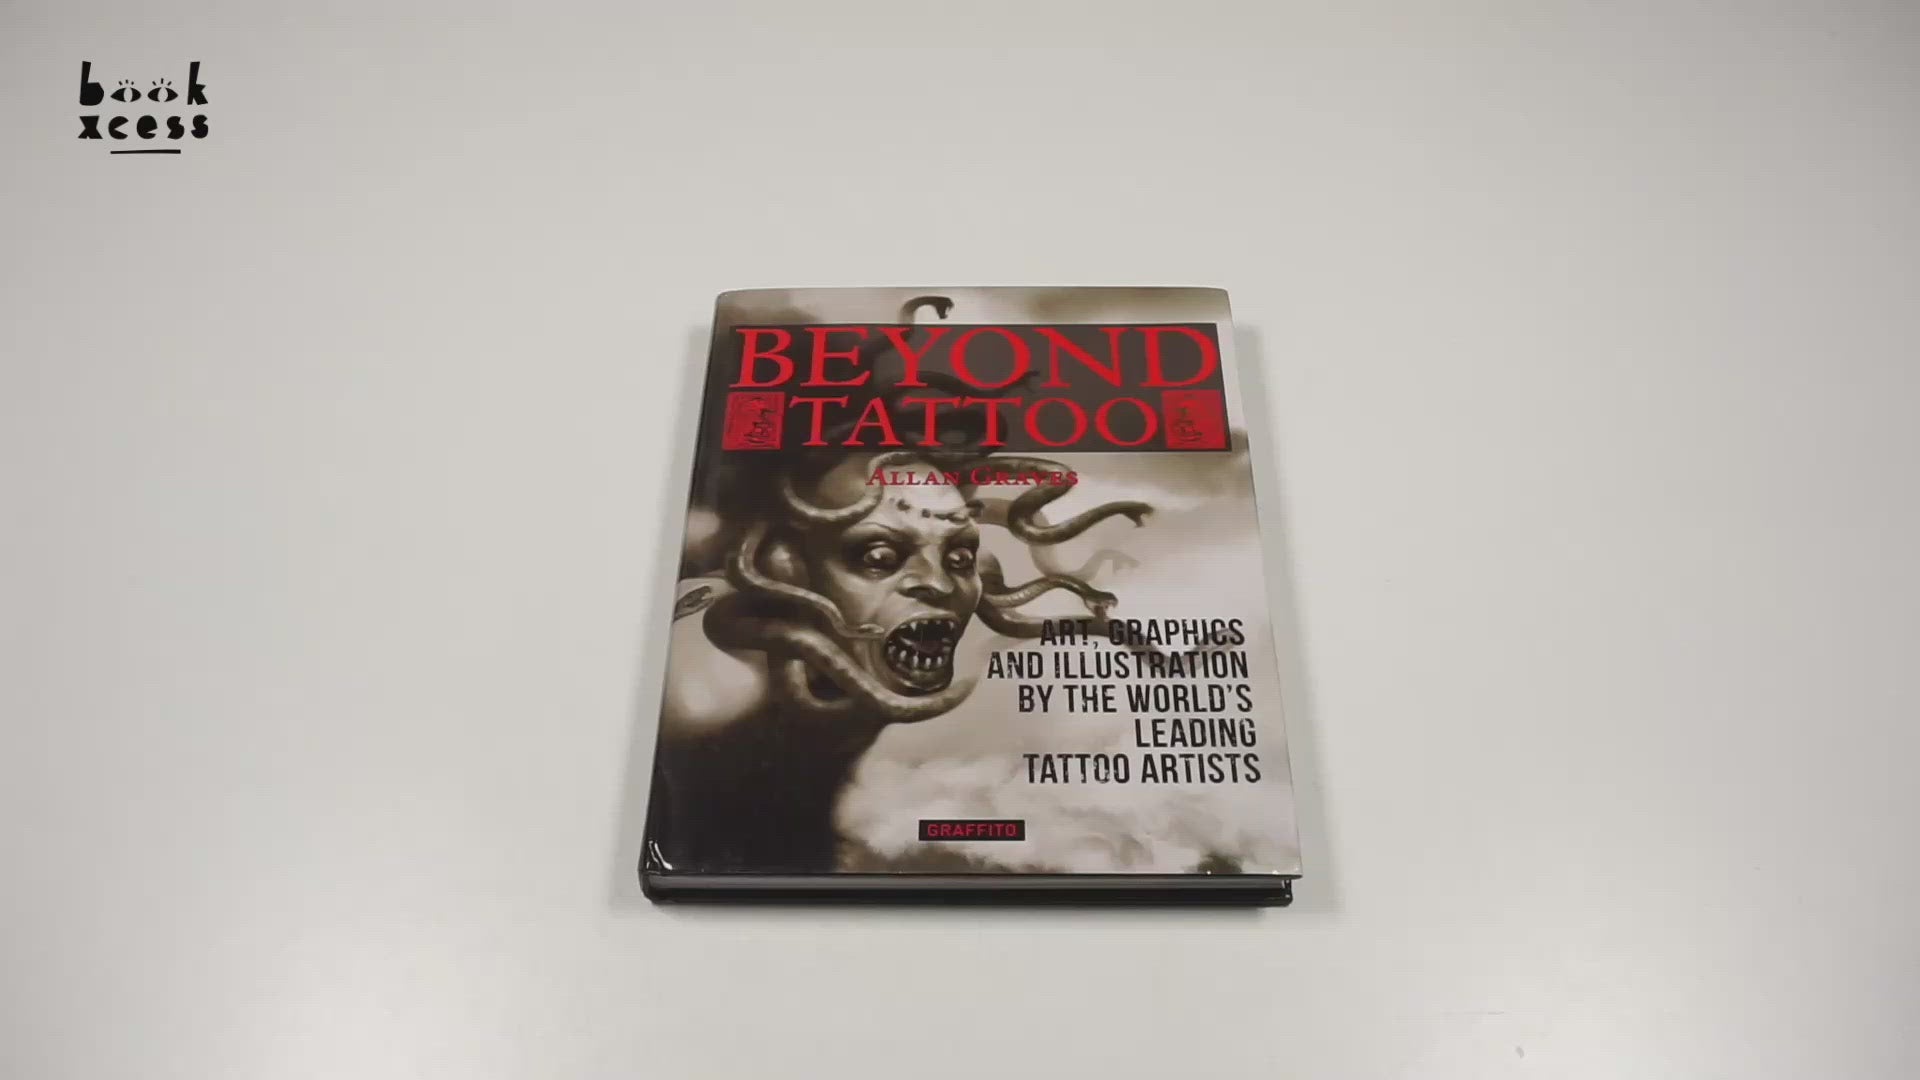 book
xcess
BEYOND
TATTOO
ALLAN GRAVES
ART, GRAPHICS
AND ILLUSTRATION
BY THE WORLD'S
LEADING
TATTOO ARTISTS
GRAFFITO